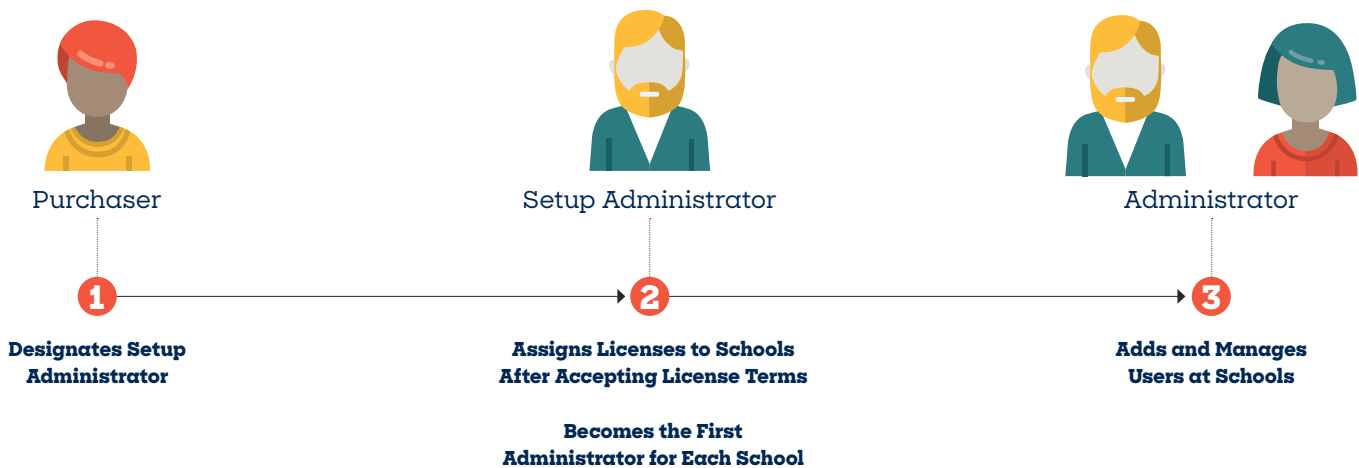 Purchaser
Setup Administrator
Administrator
1
2
3
Designates Setup
Administrator
Assigns Licenses to Schools
After Accepting License Terms
Becomes the First
Administrator for Each School
Adds and Manages
Users at Schools